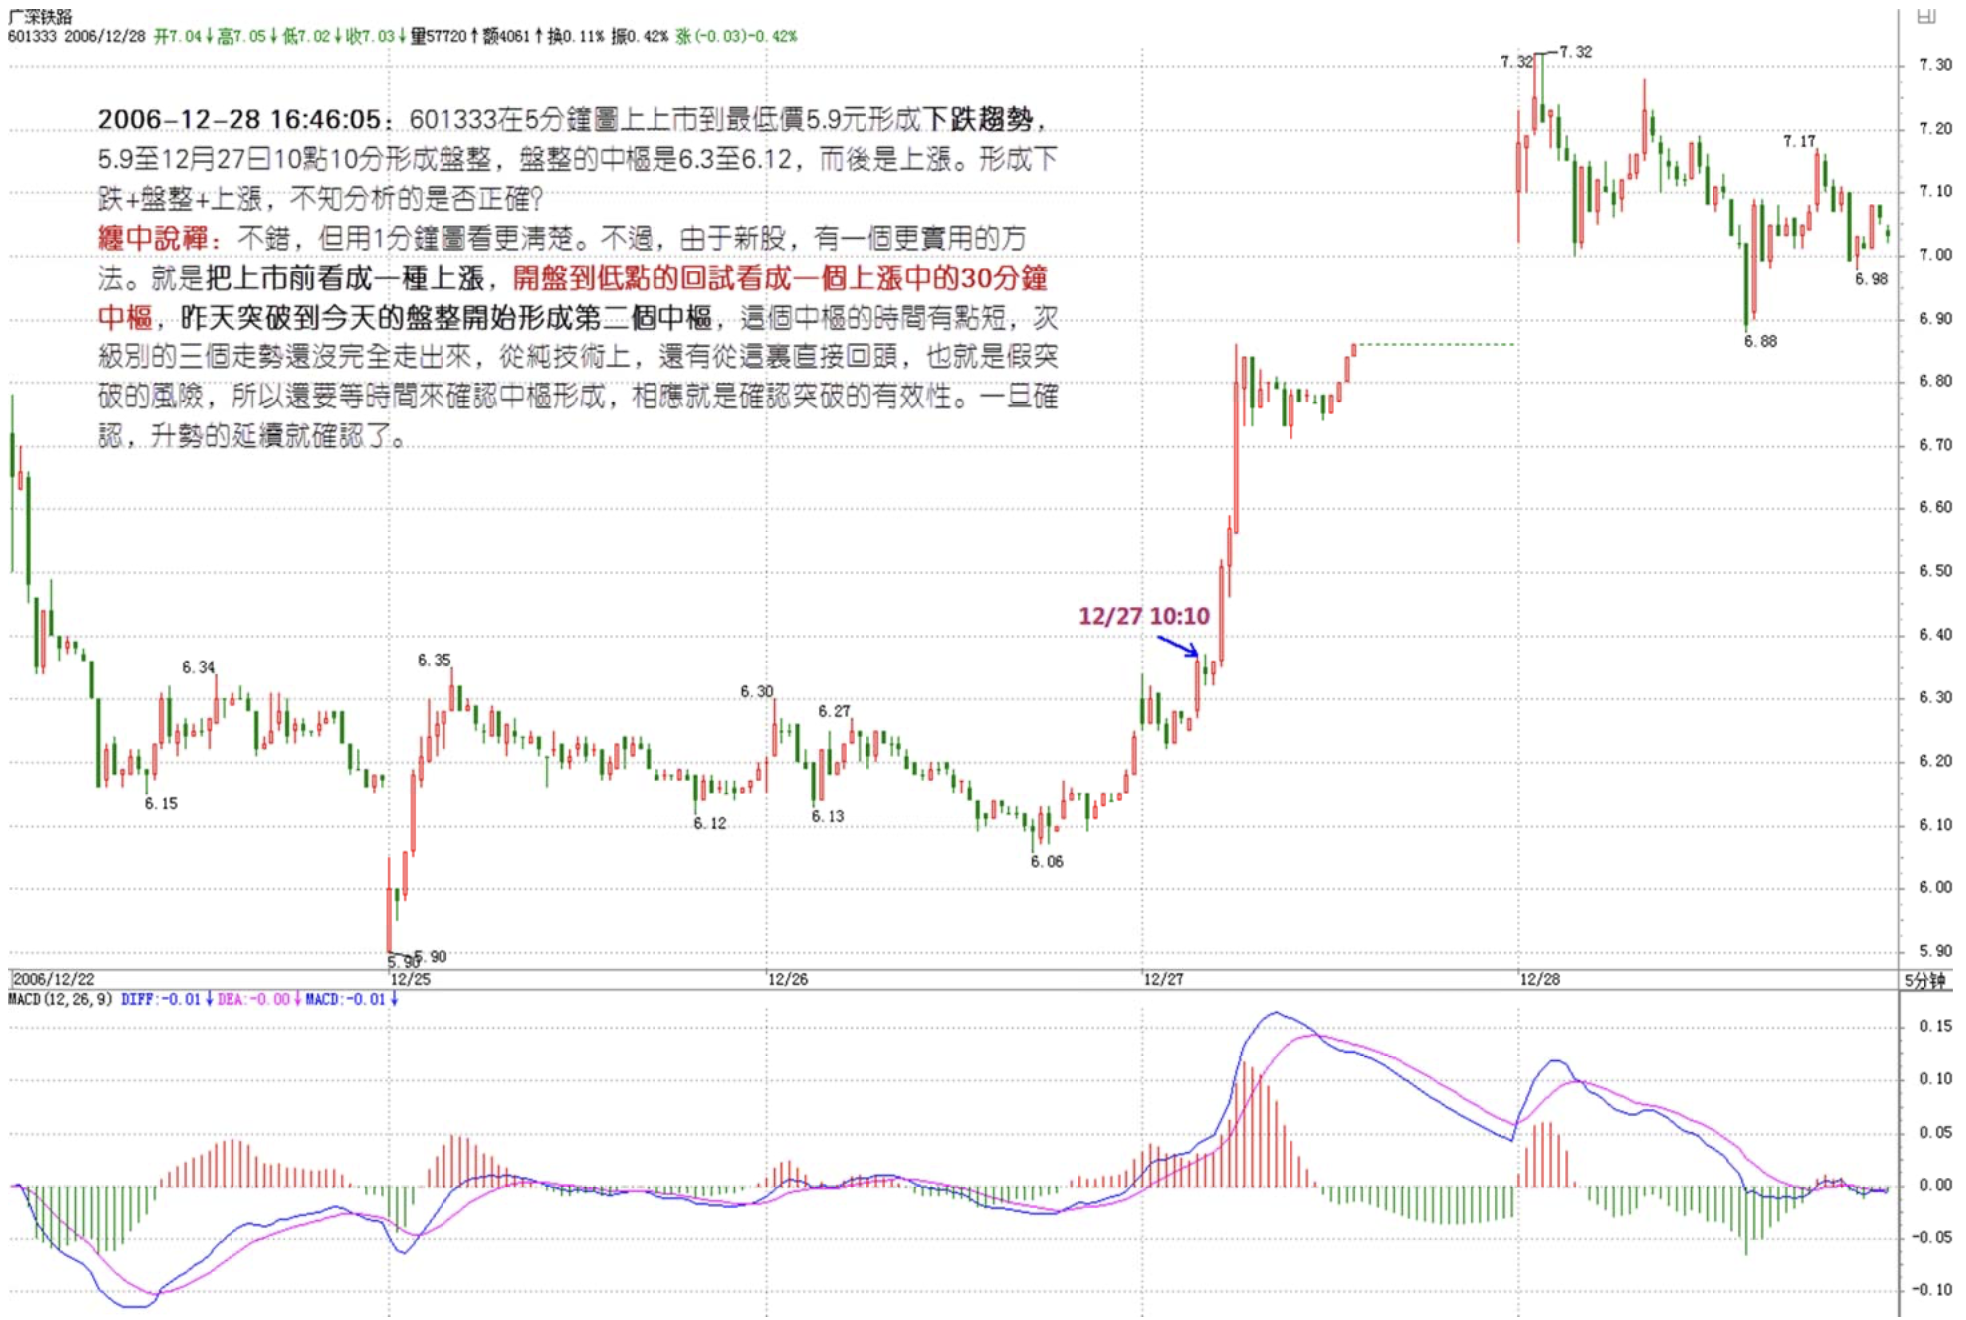 广深铁路
601333 2006/12/28 开7.04↓高7.05↓低7.02↓收7.03↓量57720↑额4061↑换0.11% 振0.42% 涨(-0.03)-0.42%
2006-12-28 16:46:05：601333在5分鐘圖上上市到最低價5.9元形成下跌趨勢，
5.9至12月27日10點10分形成盤整，盤整的中樞是6.3至6.12，而後是上漲。形成下
跌+盤整+上漲，不知分析的是否正確?
纏中說禪：不錯，但用1分鐘圖看更清楚。不過，由于新股，有一個更實用的方
法。就是把上市前看成一種上漲，開盤到低點的回試看成一個上漲中的30分鐘
中樞，昨天突破到今天的盤整開始形成第二個中樞，這個中樞的時間有點短，次
級別的三個走勢還沒完全走出來，從純技術上，還有從這裏直接回頭，也就是假突
破的風險，所以還要等時間來確認中樞形成，相應就是確認突破的有效性。一旦確
認，升勢的延續就確認了。
7.32
7.32
7.17
6.98
6.88
12/27 10:10
6.34
6.35
6.30
6.27
6.15
6.12
6.13
6.06
5.90
5.90
7.30
7.20
7.10
7.00
6.90
6.80
6.70
6.60
6.50
6.40
6.30
6.20
6.10
6.00
5.90
2006/12/22 12/25 12/26 12/27 12/28 5分钟
MACD(12,26,9) DIFF:-0.01↓ DEA:-0.00↓ MACD:-0.01↓
0.15
0.10
0.05
0.00
-0.05
-0.10